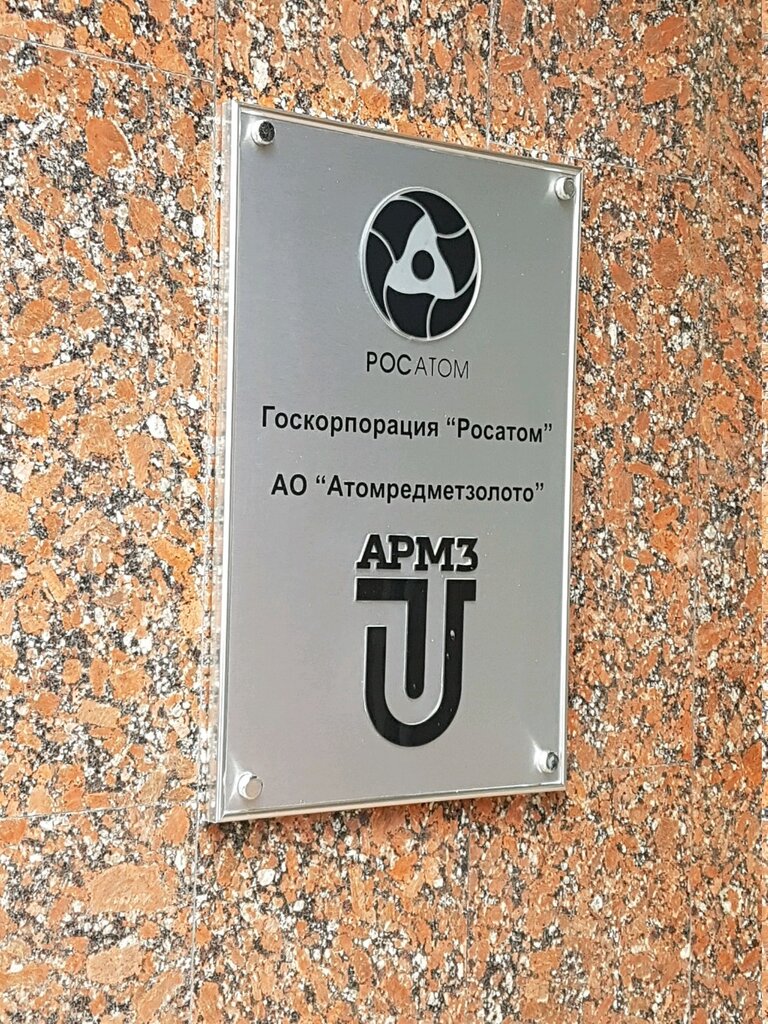 РОСАТОМ
Госкорпорация “Росатом”
АО “Атомредметзолото”
АРМЗ